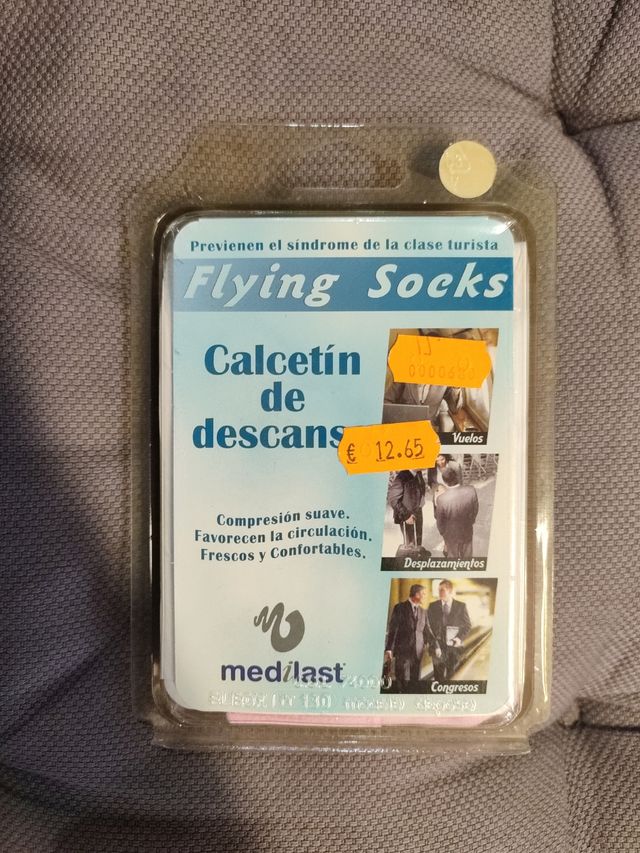 Previenen el síndrome de la clase turista
Flying Socks
Calcetín
de
descans
€ 12.65
Vuelos
Compresión suave.
Favorecen la circulación.
Frescos y Confortables.
Desplazamientos
medilast
Congresos